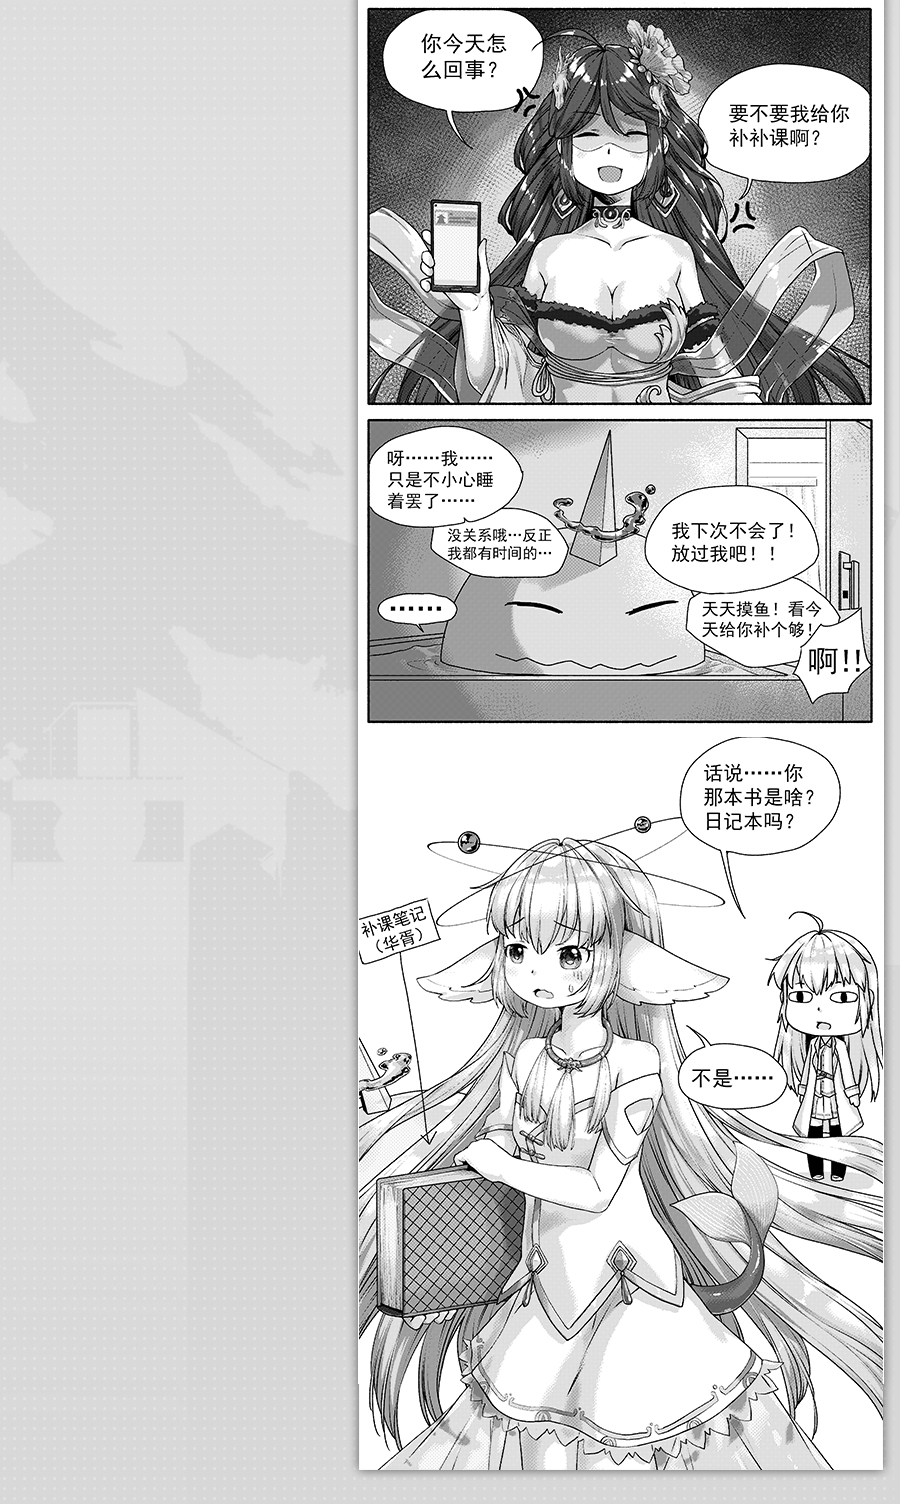 你今天怎
么回事？
要不要我给你
补补课啊？
呀……我……
只是不小心睡
着罢了……
没关系哦…反正
我都有时间的…
我下次不会了！
放过我吧！！
……
天天摸鱼！看今
天给你补个够！
啊!!
话说……你
那本书是啥？
日记本吗？
补课笔记
（华胥）
不是……